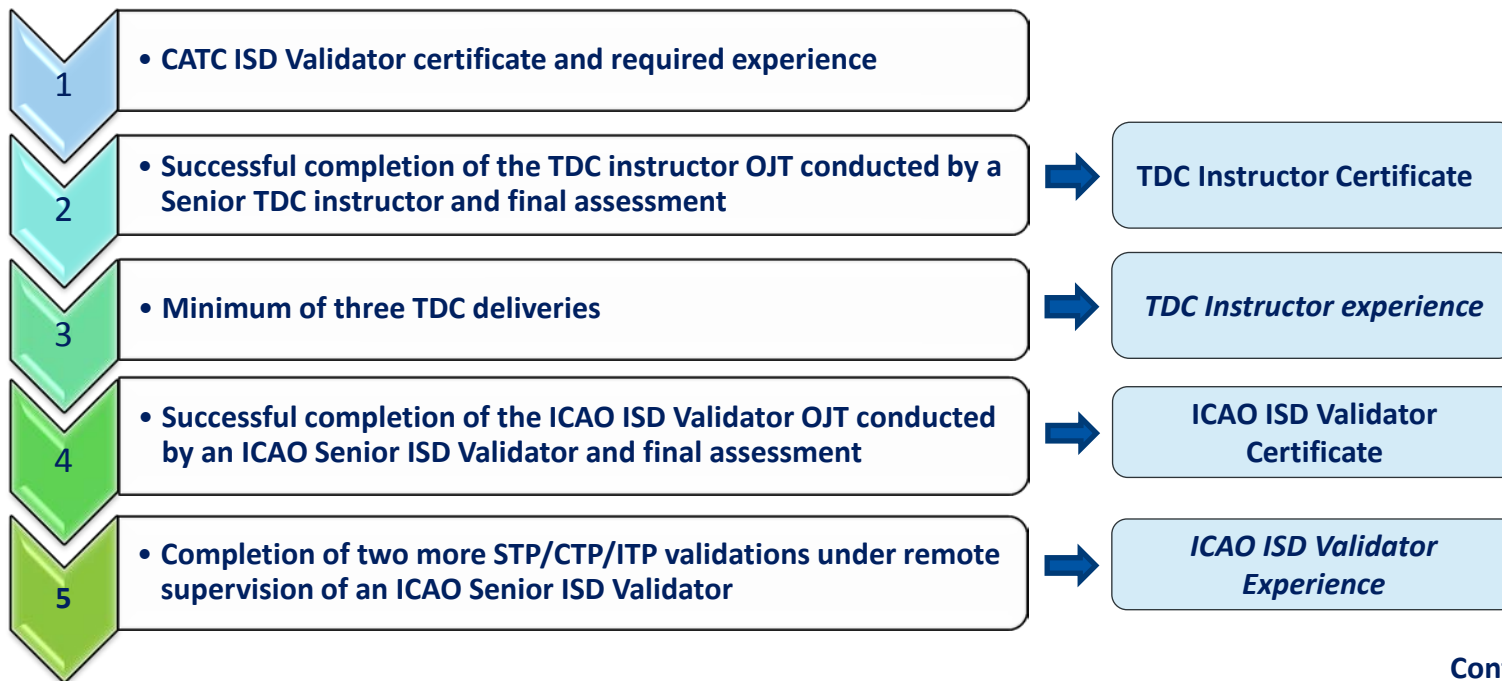 1
• CATC ISD Validator certificate and required experience
2
• Successful completion of the TDC instructor OJT conducted by a
Senior TDC instructor and final assessment
TDC Instructor Certificate
3
• Minimum of three TDC deliveries
TDC Instructor experience
4
• Successful completion of the ICAO ISD Validator OJT conducted
by an ICAO Senior ISD Validator and final assessment
ICAO ISD Validator
Certificate
5
• Completion of two more STP/CTP/ITP validations under remote
supervision of an ICAO Senior ISD Validator
ICAO ISD Validator
Experience